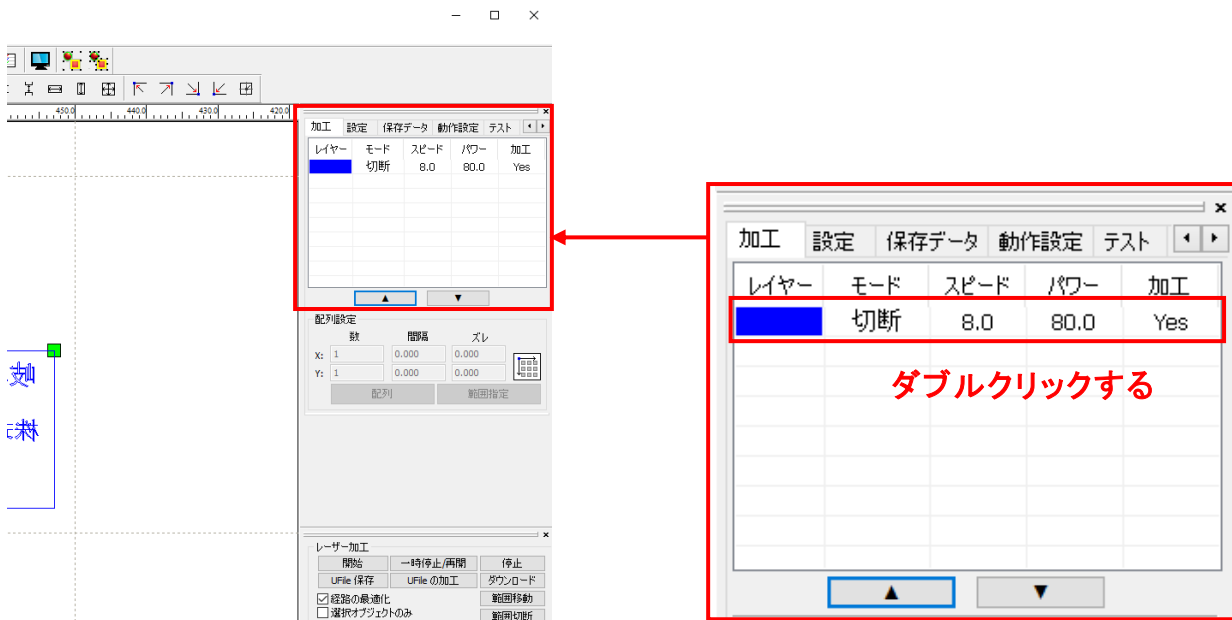 450.0 440.0 430.0 420.0
加工 設定 保存データ 動作設定 テスト
レイヤー モード スピード パワー 加工
切断 8.0 80.0 Yes
▲ ▼
配列設定
数 間隔 ズレ
X: 1 0.000 0.000
Y: 1 0.000 0.000
配列 範囲指定
レーザー加工
開始 一時停止/再開 停止
UFile 保存 UFile の加工 ダウンロード
経路の最適化 範囲移動
選択オブジェクトのみ 範囲切断
加工 設定 保存データ 動作設定 テスト
レイヤー モード スピード パワー 加工
切断 8.0 80.0 Yes
ダブルクリックする
▲ ▼